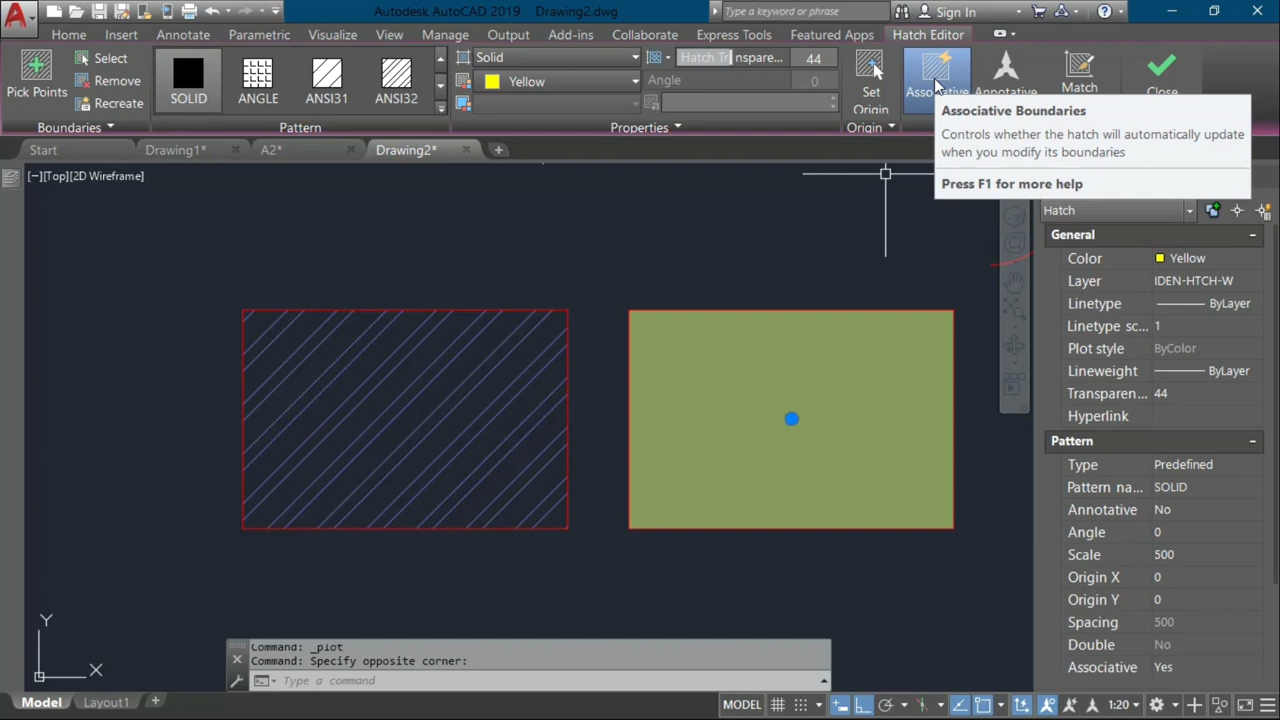 Autodesk AutoCAD 2019 Drawing2.dwg
Type a keyword or phrase
Sign In
Home Insert Annotate Parametric Visualize View Manage Output Add-ins Collaborate Express Tools Featured Apps Hatch Editor
Pick Points
Select
Remove
Recreate
SOLID ANGLE ANSI31 ANSI32
Solid
Yellow
Hatch Tr nspare... 44
Angle 0
Set
Origin
Associative
Annotative
Match
Close
Boundaries Pattern Properties Origin
Associative Boundaries
Controls whether the hatch will automatically update
when you modify its boundaries
Press F1 for more help
Start Drawing1* A2* Drawing2*
[−][Top][2D Wireframe]
Hatch
General
Color Yellow
Layer IDEN-HTCH-W
Linetype ByLayer
Linetype sc... 1
Plot style ByColor
Lineweight ByLayer
Transparen... 44
Hyperlink
Pattern
Type Predefined
Pattern na... SOLID
Annotative No
Angle 0
Scale 500
Origin X 0
Origin Y 0
Spacing 500
Double No
Associative Yes
Y
X
Command: _plot
Command: Specify opposite corner:
Type a command
Model Layout1
MODEL 1:20